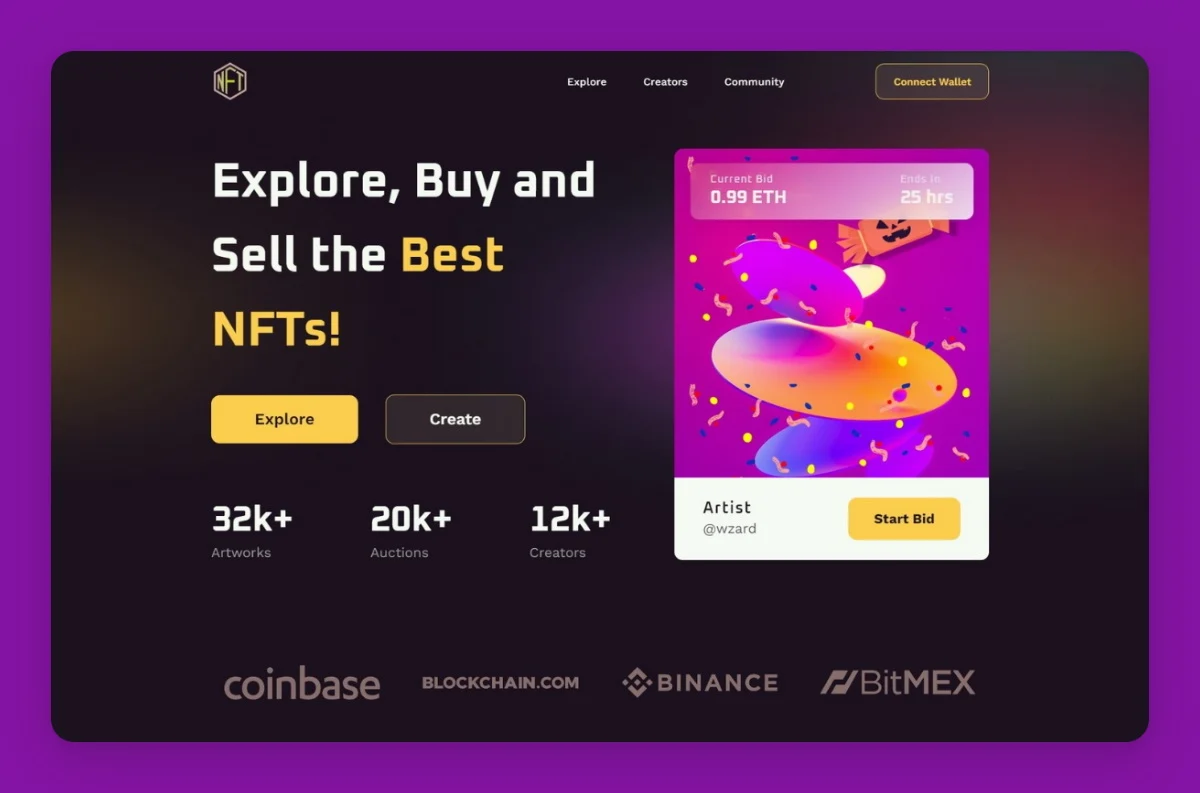 NFT
Explore
Creators
Community
Connect Wallet
Explore, Buy and
Sell the Best
NFTs!
Explore
Create
32k+
Artworks
20k+
Auctions
12k+
Creators
Current Bid
0.99 ETH
Ends in
25 hrs
Artist
@wzard
Start Bid
coinbase
BLOCKCHAIN.COM
BINANCE
BitMEX